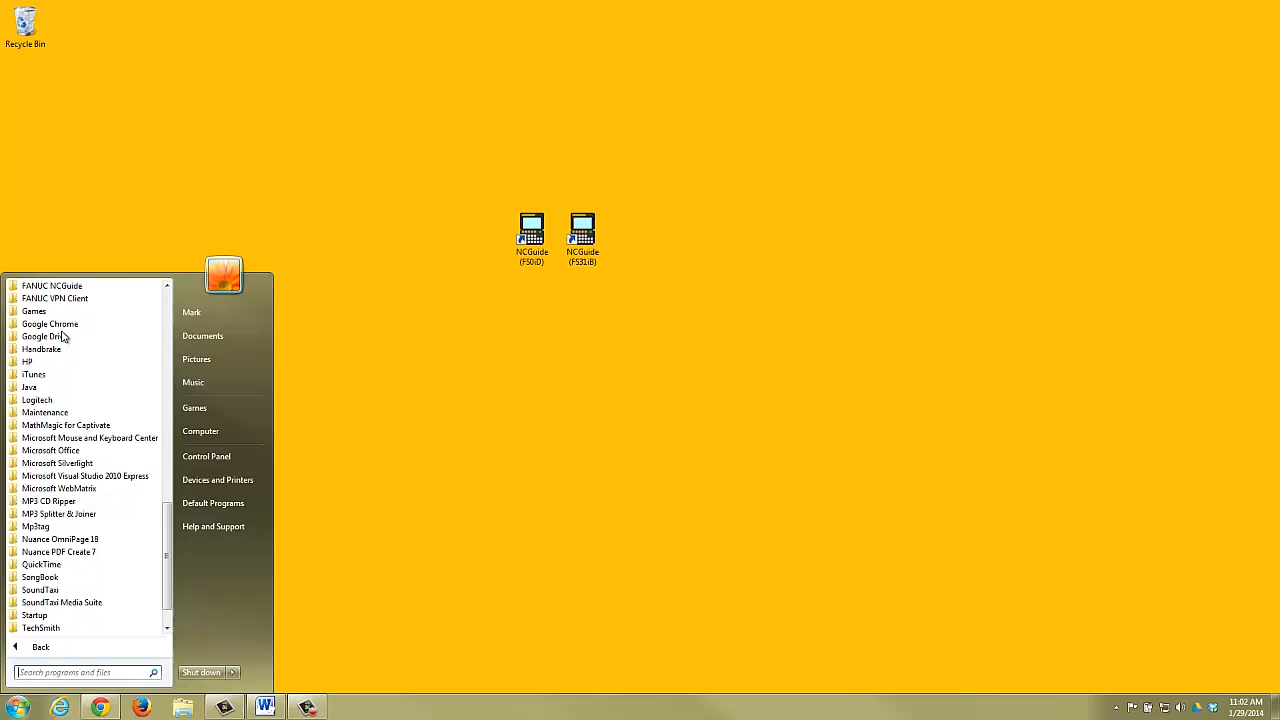 Recycle Bin
NCGuide
(FS0iD)
NCGuide
(FS31iB)
FANUC NCGuide
FANUC VPN Client
Games
Google Chrome
Google Dri
Handbrake
HP
iTunes
Java
Logitech
Maintenance
MathMagic for Captivate
Microsoft Mouse and Keyboard Center
Microsoft Office
Microsoft Silverlight
Microsoft Visual Studio 2010 Express
Microsoft WebMatrix
MP3 CD Ripper
MP3 Splitter & Joiner
Mp3tag
Nuance OmniPage 18
Nuance PDF Create 7
QuickTime
SongBook
SoundTaxi
SoundTaxi Media Suite
Startup
TechSmith
Back
Search programs and files
Mark
Documents
Pictures
Music
Games
Computer
Control Panel
Devices and Printers
Default Programs
Help and Support
Shut down
11:02 AM
1/29/2014